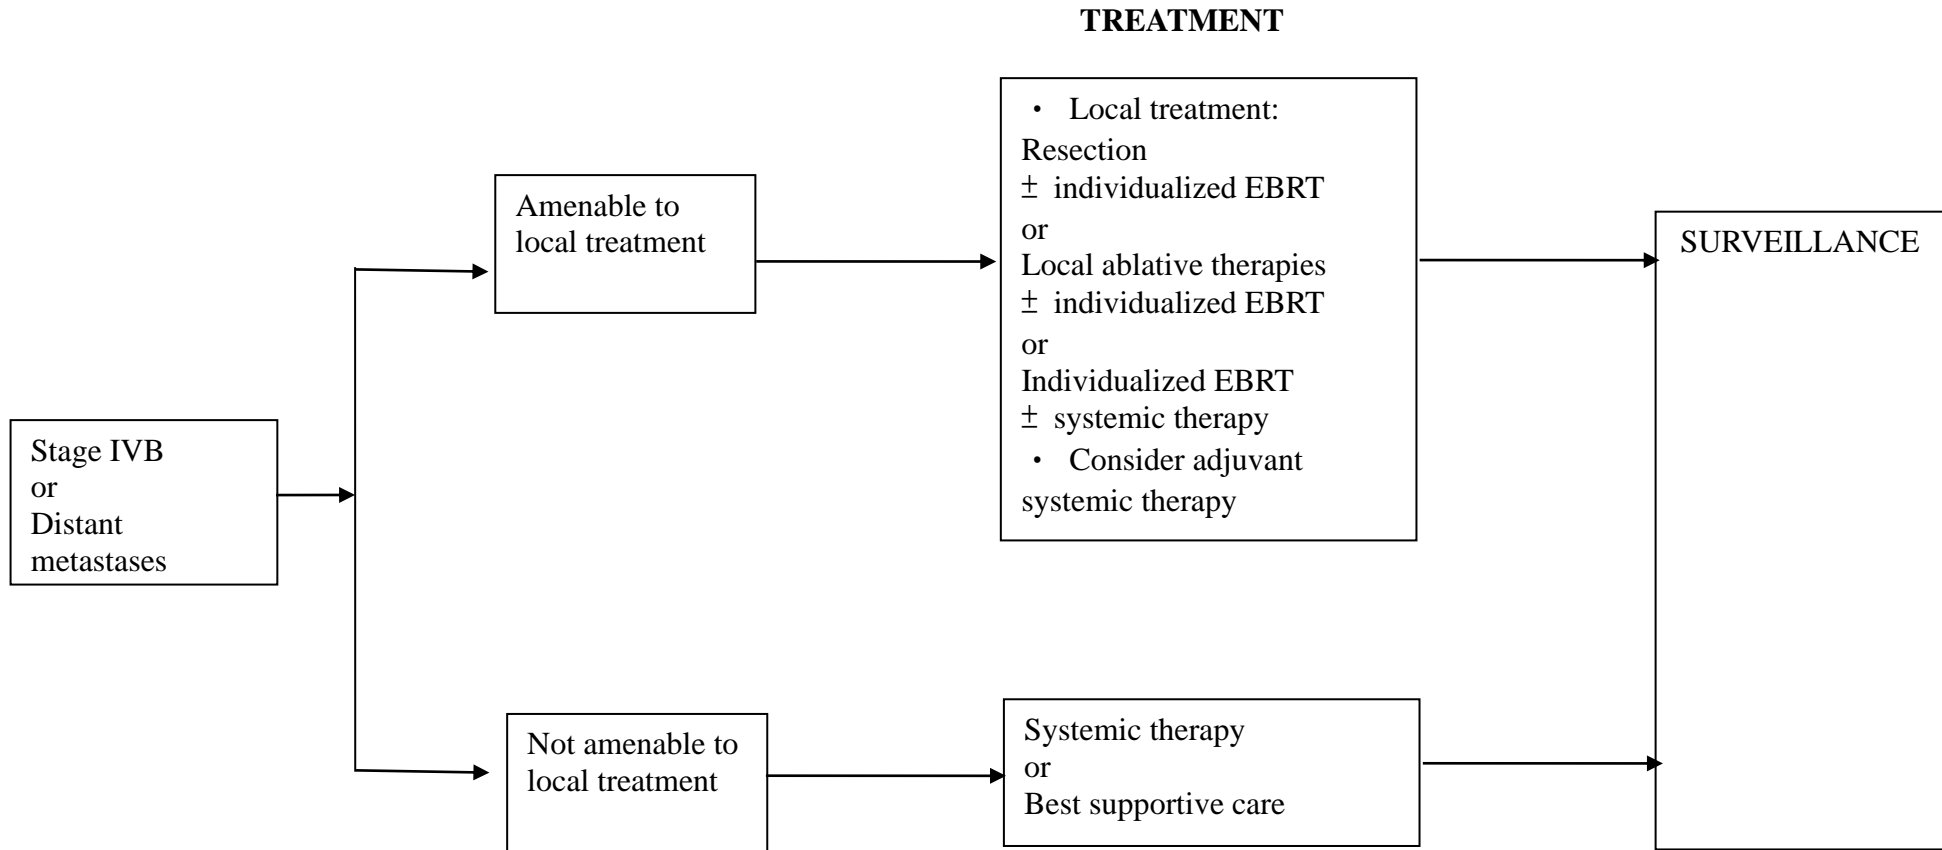 TREATMENT
Stage IVB
or
Distant
metastases
Amenable to
local treatment
• Local treatment:
Resection
± individualized EBRT
or
Local ablative therapies
± individualized EBRT
or
Individualized EBRT
± systemic therapy
• Consider adjuvant
systemic therapy
Not amenable to
local treatment
Systemic therapy
or
Best supportive care
SURVEILLANCE